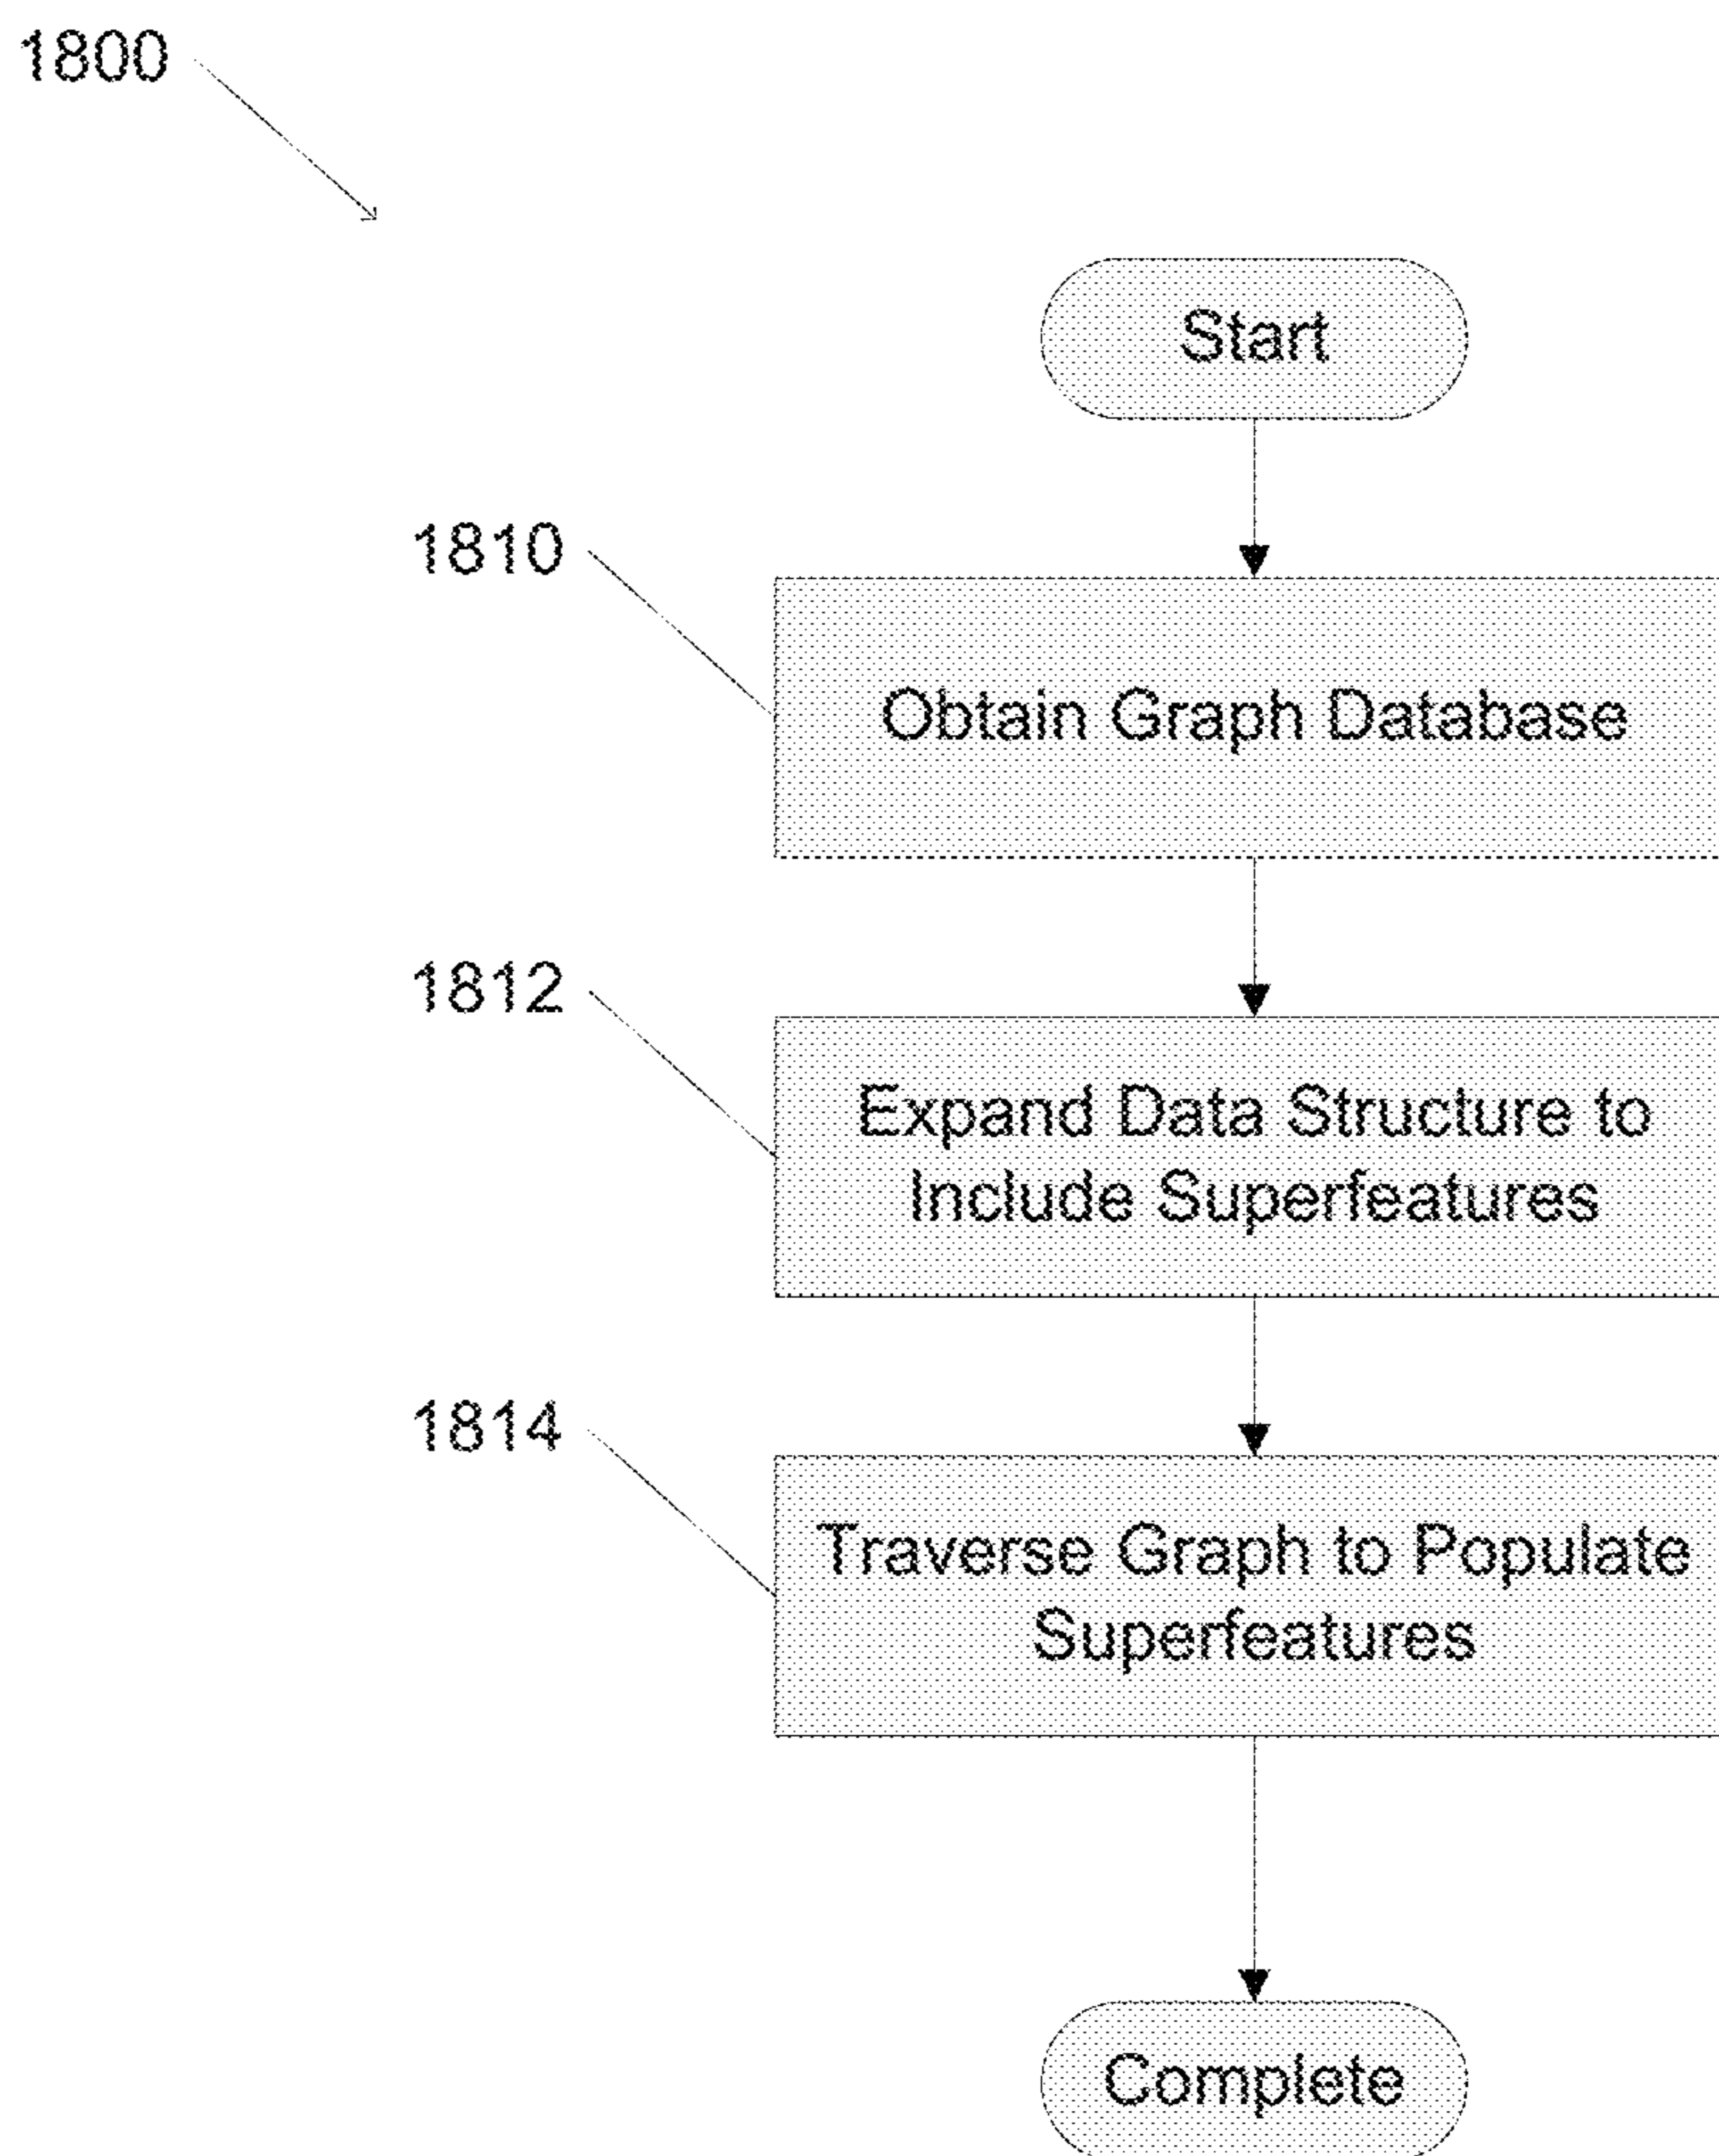 1800
Start
1810
Obtain Graph Database
1812
Expand Data Structure to
Include Superfeatures
1814
Traverse Graph to Populate
Superfeatures
Complete